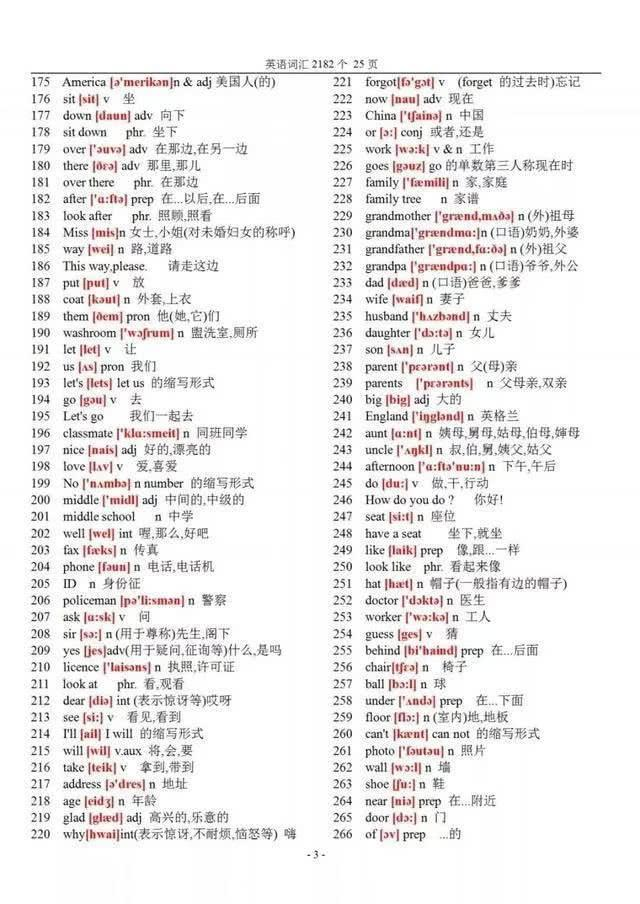 英语词汇 2182 个  25 页
175 America [ə'merikən]n & adj 美国人(的)
176 sit [sit] v 坐
177 down [daun] adv 向下
178 sit down phr. 坐下
179 over ['əuvə] adv 在那边,在另一边
180 there [ðɛə] adv 那里,那儿
181 over there phr. 在那边
182 after ['ɑ:ftə] prep 在...以后,在...后面
183 look after phr. 照顾,照看
184 Miss [mis]n 女士,小姐(对未婚妇女的称呼)
185 way [wei] n 路,道路
186 This way,please. 请走这边
187 put [put] v 放
188 coat [kəut] n 外套,上衣
189 them [ðem] pron 他(她,它)们
190 washroom ['wɔʃrum] n 盥洗室,厕所
191 let [let] v 让
192 us [ʌs] pron 我们
193 let's [lets] let us 的缩写形式
194 go [gəu] v 去
195 Let's go 我们一起去
196 classmate ['klɑ:smeit] n 同班同学
197 nice [nais] adj 好的,漂亮的
198 love [lʌv] v 爱,喜爱
199 No ['nʌmbə] n number 的缩写形式
200 middle ['midl] adj 中间的,中级的
201 middle school n 中学
202 well [wel] int 喔,那么,好吧
203 fax [fæks] n 传真
204 phone [fəun] n 电话,电话机
205 ID n 身份征
206 policeman [pə'li:smən] n 警察
207 ask [ɑ:sk] v 问
208 sir [sə:] n (用于尊称)先生,阁下
209 yes [jes]adv(用于疑问,征询等)什么,是吗
210 licence ['laisəns] n 执照,许可证
211 look at phr. 看,观看
212 dear [diə] int (表示惊讶等)哎呀
213 see [si:] v 看见,看到
214 I'll [ail] I will 的缩写形式
215 will [wil] v.aux 将,会,要
216 take [teik] v 拿到,带到
217 address [ə'dres] n 地址
218 age [eidʒ] n 年龄
219 glad [glæd] adj 高兴的,乐意的
220 why[hwai]int(表示惊讶,不耐烦,恼怒等) 嗨
221 forgot[fə'gɔt] v (forget 的过去时)忘记
222 now [nau] adv 现在
223 China ['tʃainə] n 中国
224 or [ɔ:] conj 或者,还是
225 work [wə:k] v & n 工作
226 goes [gəuz] go 的单数第三人称现在时
227 family ['fæmili] n 家,家庭
228 family tree n 家谱
229 grandmother ['grænd,mʌðə] n (外)祖母
230 grandma['grændmɑ:]n (口语)奶奶,外婆
231 grandfather ['grænd,fɑ:ðə] n (外)祖父
232 grandpa ['grændpɑ:] n (口语)爷爷,外公
233 dad [dæd] n (口语)爸爸,爹爹
234 wife [waif] n 妻子
235 husband ['hʌzbənd] n 丈夫
236 daughter ['dɔ:tə] n 女儿
237 son [sʌn] n 儿子
238 parent ['pɛərənt] n 父(母)亲
239 parents ['pɛərənts] n 父母亲,双亲
240 big [big] adj 大的
241 England ['iŋglənd] n 英格兰
242 aunt [ɑ:nt] n 姨母,舅母,姑母,伯母,婶母
243 uncle ['ʌŋkl] n 叔,伯,舅,姨父,姑父
244 afternoon ['ɑ:ftə'nu:n] n 下午,午后
245 do [du:] v 做,干,行动
246 How do you do ? 你好!
247 seat [si:t] n 座位
248 have a seat 坐下,就坐
249 like [laik] prep 像,跟...一样
250 look like phr. 看起来像
251 hat [hæt] n 帽子(一般指有边的帽子)
252 doctor ['dɔktə] n 医生
253 worker ['wə:kə] n 工人
254 guess [ges] v 猜
255 behind [bi'haind] prep 在...后面
256 chair[tʃɛə] n 椅子
257 ball [bɔ:l] n 球
258 under ['ʌndə] prep 在...下面
259 floor [flɔ:] n (室内)地,地板
260 can't [kænt] can not 的缩写形式
261 photo ['fəutəu] n 照片
262 wall [wɔ:l] n 墙
263 shoe [ʃu:] n 鞋
264 near [niə] prep 在...附近
265 door [dɔ:] n 门
266 of [ɔv] prep ...的
- 3 -